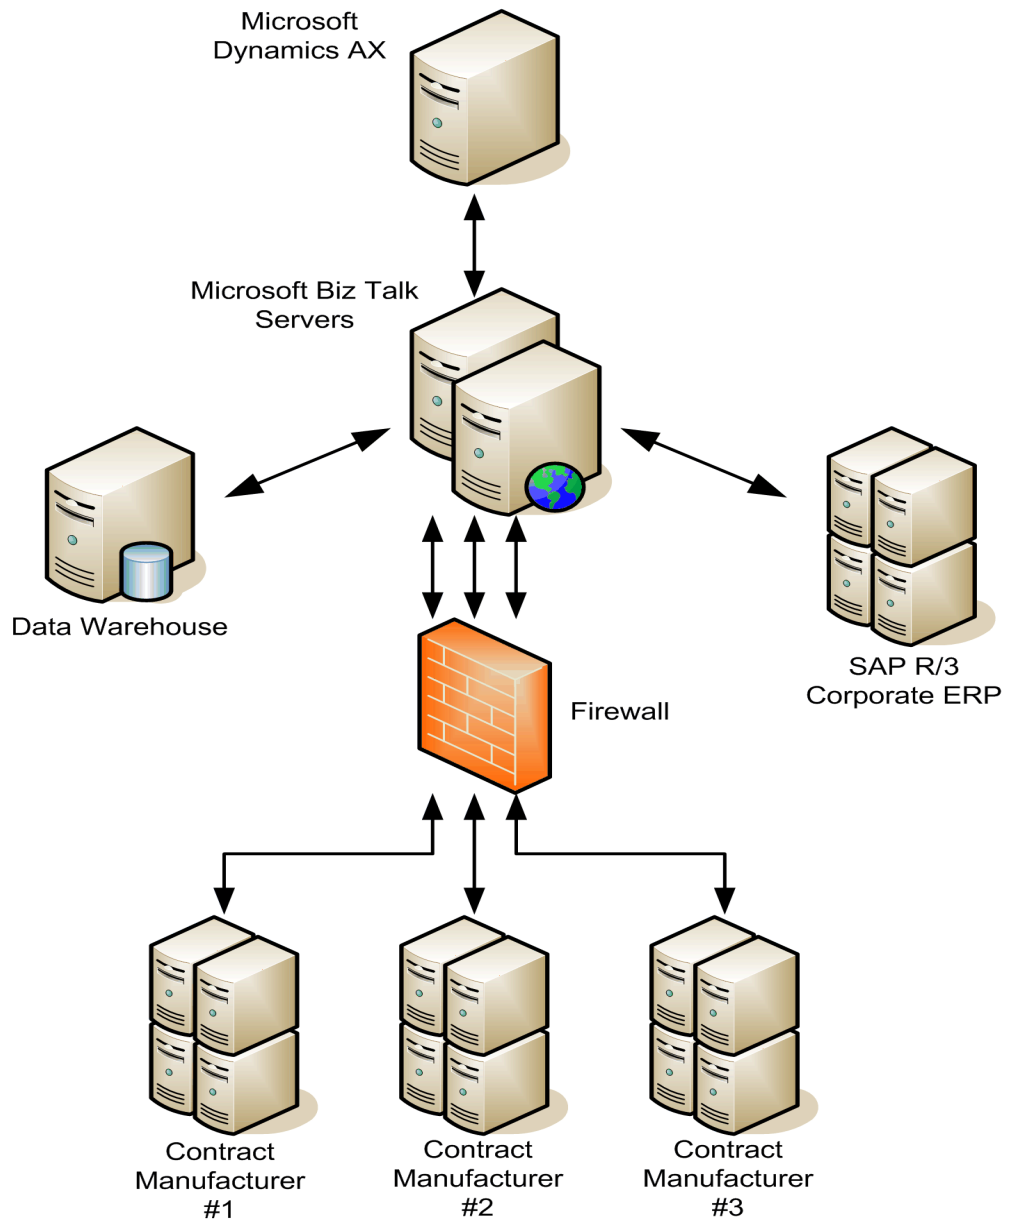 Microsoft
Dynamics AX
Microsoft Biz Talk
Servers
Data Warehouse
SAP R/3
Corporate ERP
Firewall
Contract
Manufacturer
#1
Contract
Manufacturer
#2
Contract
Manufacturer
#3